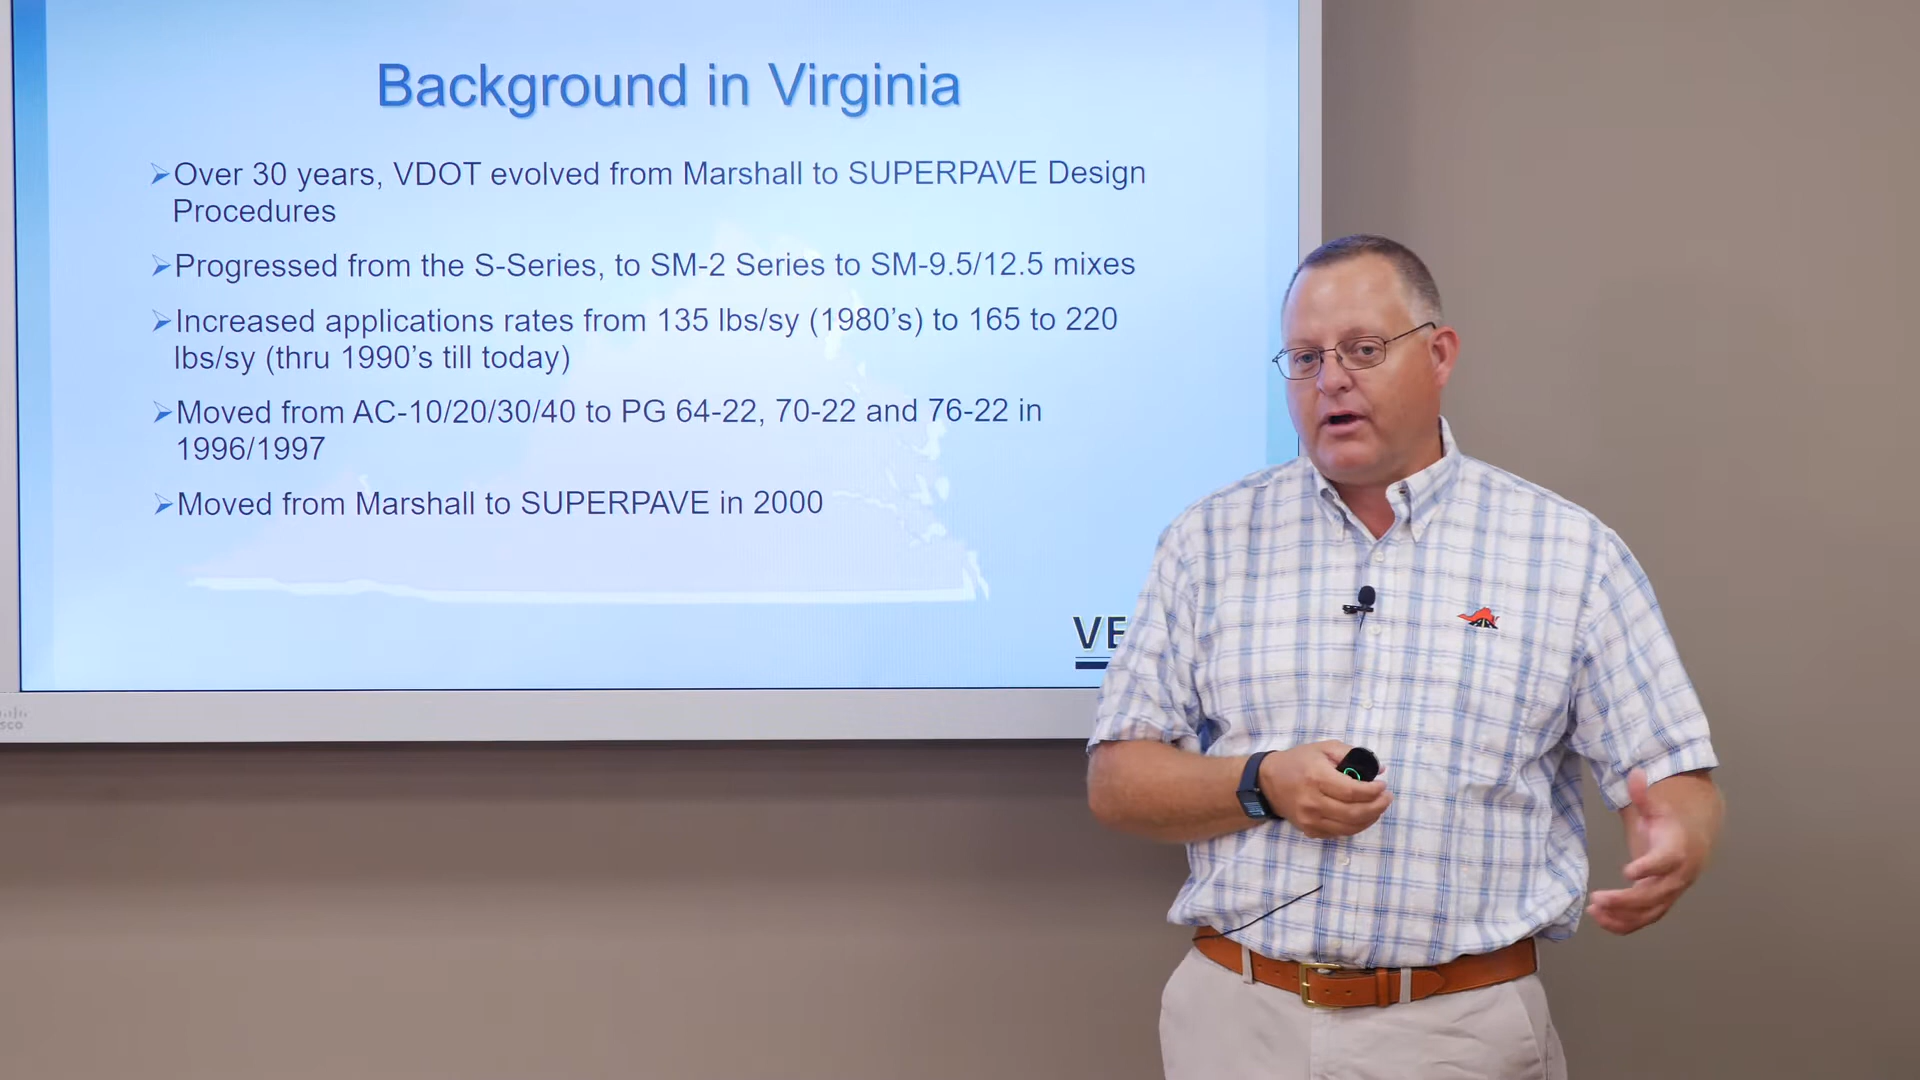 Background in Virginia
Over 30 years, VDOT evolved from Marshall to SUPERPAVE Design
Procedures
Progressed from the S-Series, to SM-2 Series to SM-9.5/12.5 mixes
Increased applications rates from 135 lbs/sy (1980’s) to 165 to 220
lbs/sy (thru 1990’s till today)
Moved from AC-10/20/30/40 to PG 64-22, 70-22 and 76-22 in
1996/1997
Moved from Marshall to SUPERPAVE in 2000